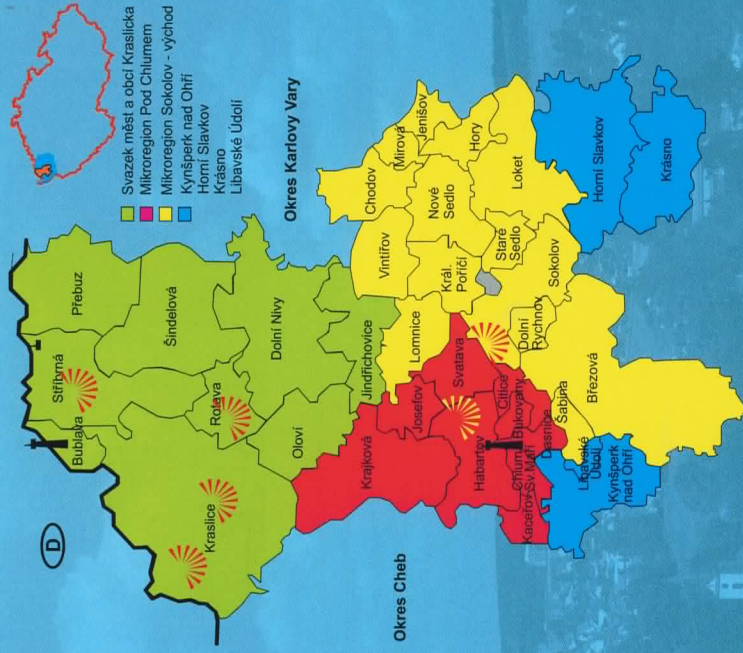 Svazek měst a obcí Kraslicka
Mikroregion Pod Chlumem
Mikroregion Sokolov - východ
Kynšperk nad Ohří
Horní Slavkov
Krásno
Libavské Údolí
D
Okres Karlovy Vary
Okres Cheb
Přebuz
Stříbrná
Bublava
Šindelová
Rotava
Kraslice
Dolní Nivy
Oloví
Jindřichovice
Krajková
Josefov
Svatava
Habartov
Citice
Bukovany
Chlum
Sv.Maří
Kaceřov
Dasnice
Šabina
Libavské
Údolí
Kynšperk
nad Ohří
Lomnice
Vintířov
Chodov
Mírová
Jenišov
Hory
Nové
Sedlo
Loket
Král.
Poříčí
Staré
Sedlo
Sokolov
Dolní
Rychnov
Březová
Horní Slavkov
Krásno